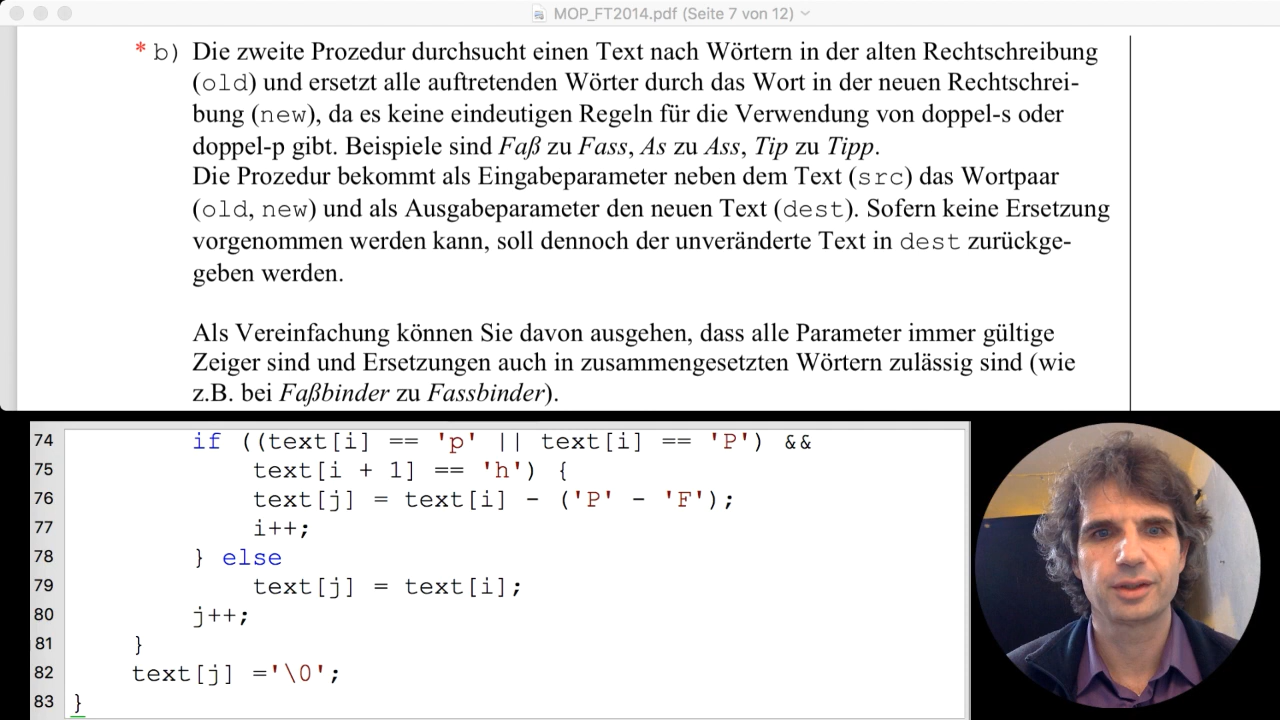 MOP_FT2014.pdf (Seite 7 von 12)
* b) Die zweite Prozedur durchsucht einen Text nach Wörtern in der alten Rechtschreibung
(old) und ersetzt alle auftretenden Wörter durch das Wort in der neuen Rechtschrei-
bung (new), da es keine eindeutigen Regeln für die Verwendung von doppel-s oder
doppel-p gibt. Beispiele sind Faß zu Fass, As zu Ass, Tip zu Tipp.
Die Prozedur bekommt als Eingabeparameter neben dem Text (src) das Wortpaar
(old, new) und als Ausgabeparameter den neuen Text (dest). Sofern keine Ersetzung
vorgenommen werden kann, soll dennoch der unveränderte Text in dest zurückge-
geben werden.
Als Vereinfachung können Sie davon ausgehen, dass alle Parameter immer gültige
Zeiger sind und Ersetzungen auch in zusammengesetzten Wörtern zulässig sind (wie
z.B. bei Faßbinder zu Fassbinder).
74 if ((text[i] == 'p' || text[i] == 'P') &&
75 text[i + 1] == 'h') {
76 text[j] = text[i] - ('P' - 'F');
77 i++;
78 } else
79 text[j] = text[i];
80 j++;
81 }
82 text[j] ='\0';
83 }